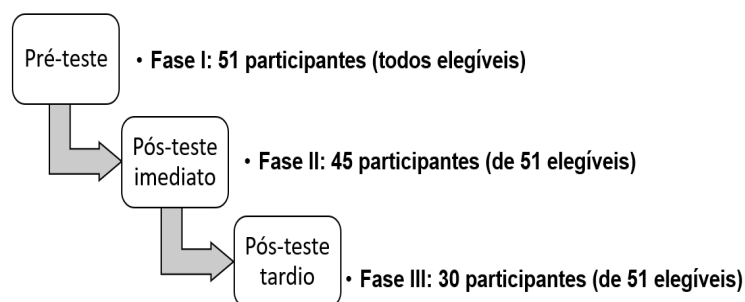 Pré-teste
• Fase I: 51 participantes (todos elegíveis)
Pós-teste
imediato
• Fase II: 45 participantes (de 51 elegíveis)
Pós-teste
tardio
• Fase III: 30 participantes (de 51 elegíveis)